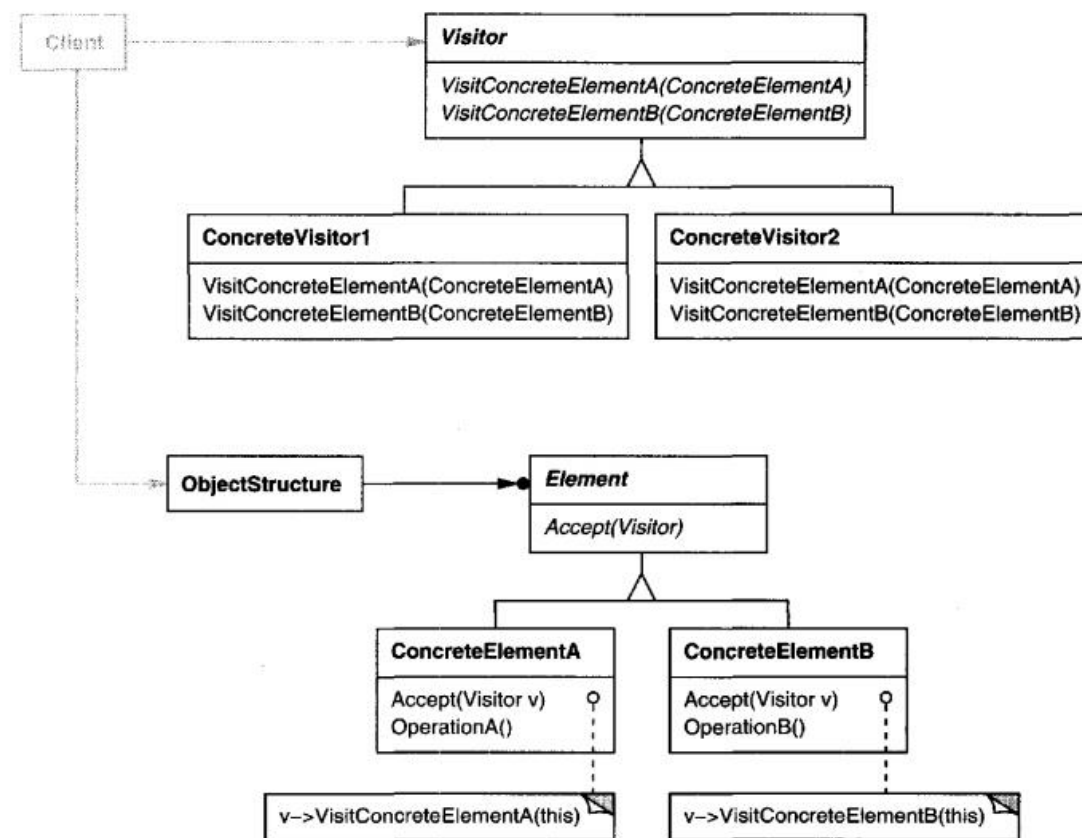 Client
Visitor
VisitConcreteElementA(ConcreteElementA)
VisitConcreteElementB(ConcreteElementB)
ConcreteVisitor1
VisitConcreteElementA(ConcreteElementA)
VisitConcreteElementB(ConcreteElementB)
ConcreteVisitor2
VisitConcreteElementA(ConcreteElementA)
VisitConcreteElementB(ConcreteElementB)
ObjectStructure
Element
Accept(Visitor)
ConcreteElementA
Accept(Visitor v)
OperationA()
ConcreteElementB
Accept(Visitor v)
OperationB()
v–>VisitConcreteElementA(this)
v–>VisitConcreteElementB(this)